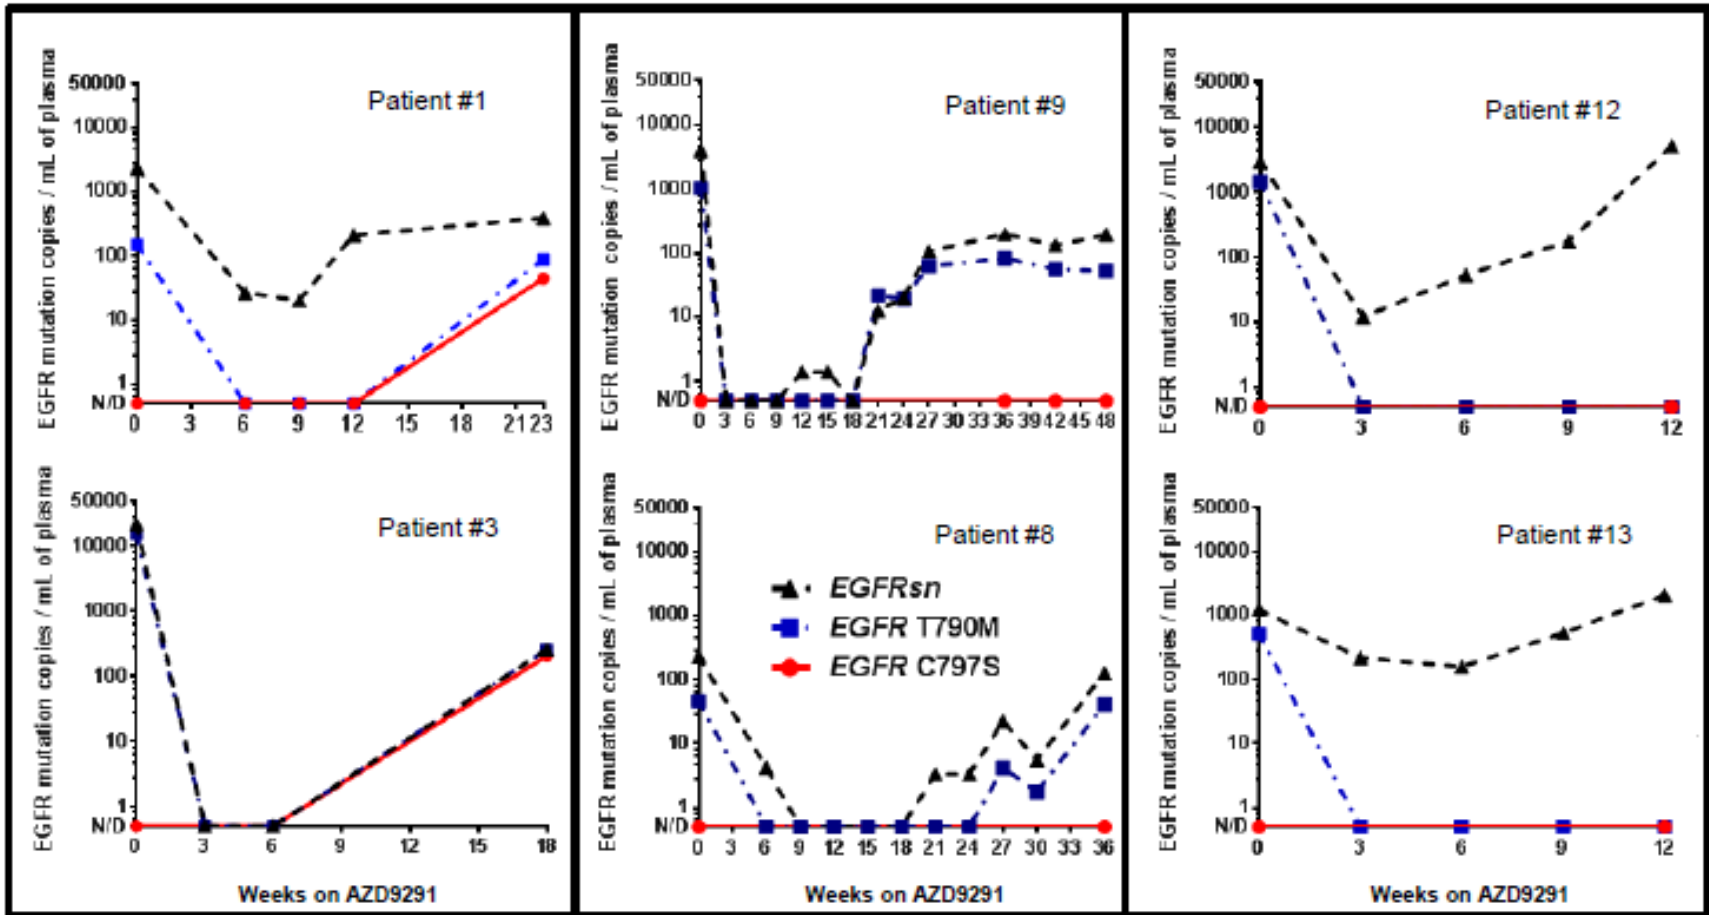 EGFR mutation copies / mL of plasma
50000
10000
1000
100
10
1
N/D
Patient #1
0 3 6 9 12 15 18 21 23
EGFR mutation copies / mL of plasma
50000
10000
1000
100
10
1
N/D
Patient #3
0 3 6 9 12 15 18
Weeks on AZD9291
EGFR mutation copies / mL of plasma
50000
10000
1000
100
10
1
N/D
Patient #9
0 3 6 9 12 15 18 21 24 27 30 33 36 39 42 45 48
EGFR mutation copies / mL of plasma
50000
10000
1000
100
10
1
N/D
Patient #8
EGFRsn
EGFR T790M
EGFR C797S
0 3 6 9 12 15 18 21 24 27 30 33 36
Weeks on AZD9291
EGFR mutation copies / mL of plasma
50000
10000
1000
100
10
1
N/D
Patient #12
0 3 6 9 12
EGFR mutation copies / mL of plasma
50000
10000
1000
100
10
1
N/D
Patient #13
0 3 6 9 12
Weeks on AZD9291